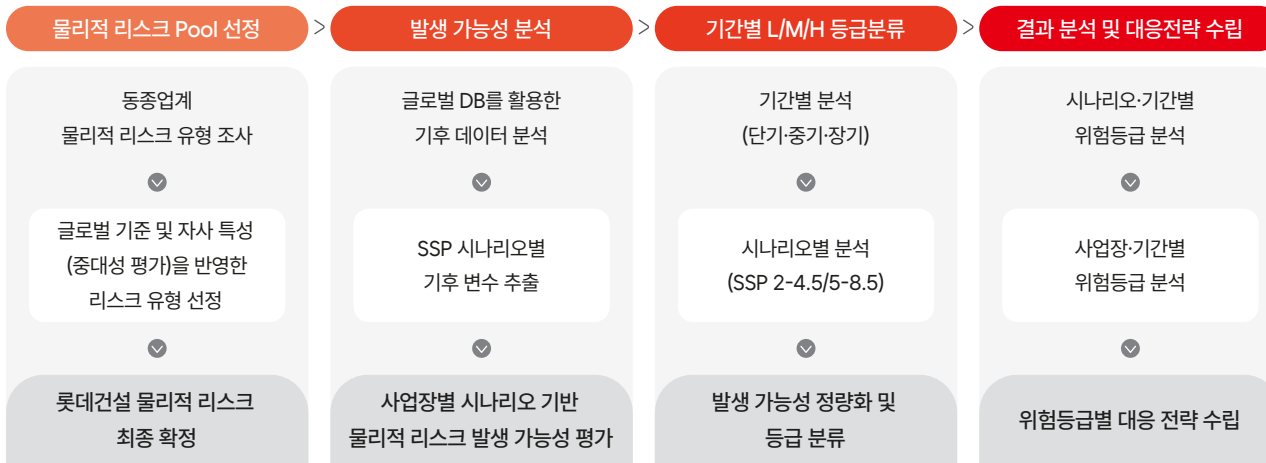 물리적 리스크 Pool 선정
발생 가능성 분석
기간별 L/M/H 등급분류
결과 분석 및 대응전략 수립
동종업계
물리적 리스크 유형 조사
글로벌 기준 및 자사 특성
(중대성 평가)을 반영한
리스크 유형 선정
롯데건설 물리적 리스크
최종 확정
글로벌 DB를 활용한
기후 데이터 분석
SSP 시나리오별
기후 변수 추출
사업장별 시나리오 기반
물리적 리스크 발생 가능성 평가
기간별 분석
(단기·중기·장기)
시나리오별 분석
(SSP 2-4.5/5-8.5)
발생 가능성 정량화 및
등급 분류
시나리오·기간별
위험등급 분석
사업장·기간별
위험등급 분석
위험등급별 대응 전략 수립